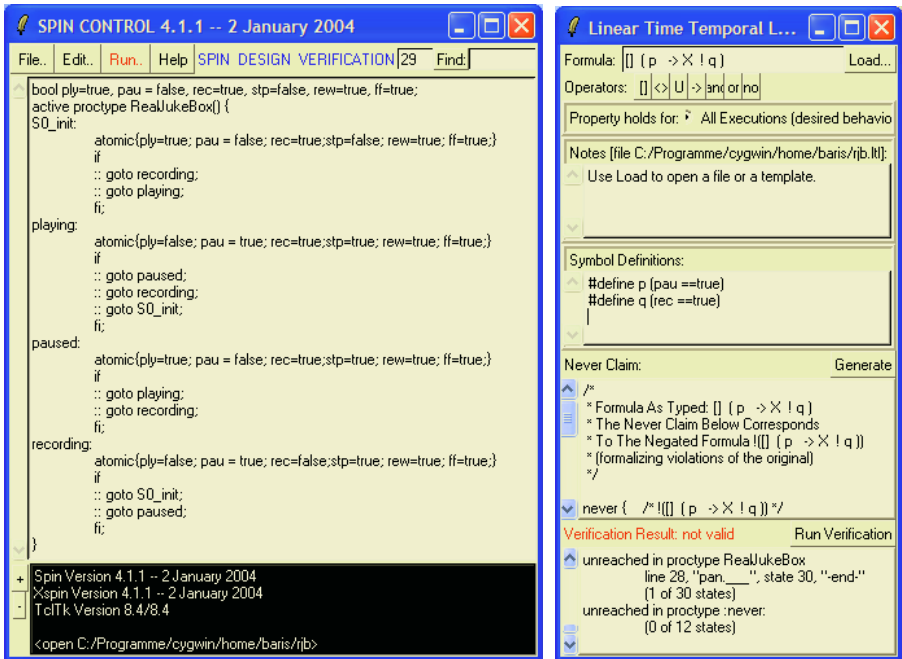 SPIN CONTROL 4.1.1 -- 2 January 2004
File.. Edit.. Run.. Help SPIN DESIGN VERIFICATION 29 Find:
bool ply=true, pau = false, rec=true, stp=false, rew=true, ff=true;
active proctype RealJukeBox() {
S0_init:
atomic{ply=true; pau = false; rec=true;stp=false; rew=true; ff=true;}
if
:: goto recording;
:: goto playing;
fi;
playing:
atomic{ply=false; pau = true; rec=true;stp=true; rew=true; ff=true;}
if
:: goto paused;
:: goto recording;
:: goto S0_init;
fi;
paused:
atomic{ply=true; pau = false; rec=true;stp=true; rew=true; ff=true;}
if
:: goto playing;
:: goto recording;
fi;
recording:
atomic{ply=false; pau = true; rec=false;stp=true; rew=true; ff=true;}
if
:: goto S0_init;
:: goto paused;
fi;
}
+
-
Spin Version 4.1.1 -- 2 January 2004
Xspin Version 4.1.1 -- 2 January 2004
TclTk Version 8.4/8.4
<open C:/Programme/cygwin/home/baris/rjb>
Linear Time Temporal L...
Formula: [] ( p -> X ! q ) Load...
Operators: [] <> U -> and or no
Property holds for: All Executions (desired behavio
Notes [file C:/Programme/cygwin/home/baris/rjb.ltl]:
Use Load to open a file or a template.
Symbol Definitions:
#define p (pau ==true)
#define q (rec ==true)
Never Claim: Generate
/*
* Formula As Typed: [] ( p -> X ! q )
* The Never Claim Below Corresponds
* To The Negated Formula !([] ( p -> X ! q ))
* (formalizing violations of the original)
*/
never { /* !([] ( p -> X ! q )) */
Verification Result: not valid Run Verification
unreached in proctype RealJukeBox
line 28, "pan.___", state 30, "-end-"
(1 of 30 states)
unreached in proctype :never:
(0 of 12 states)